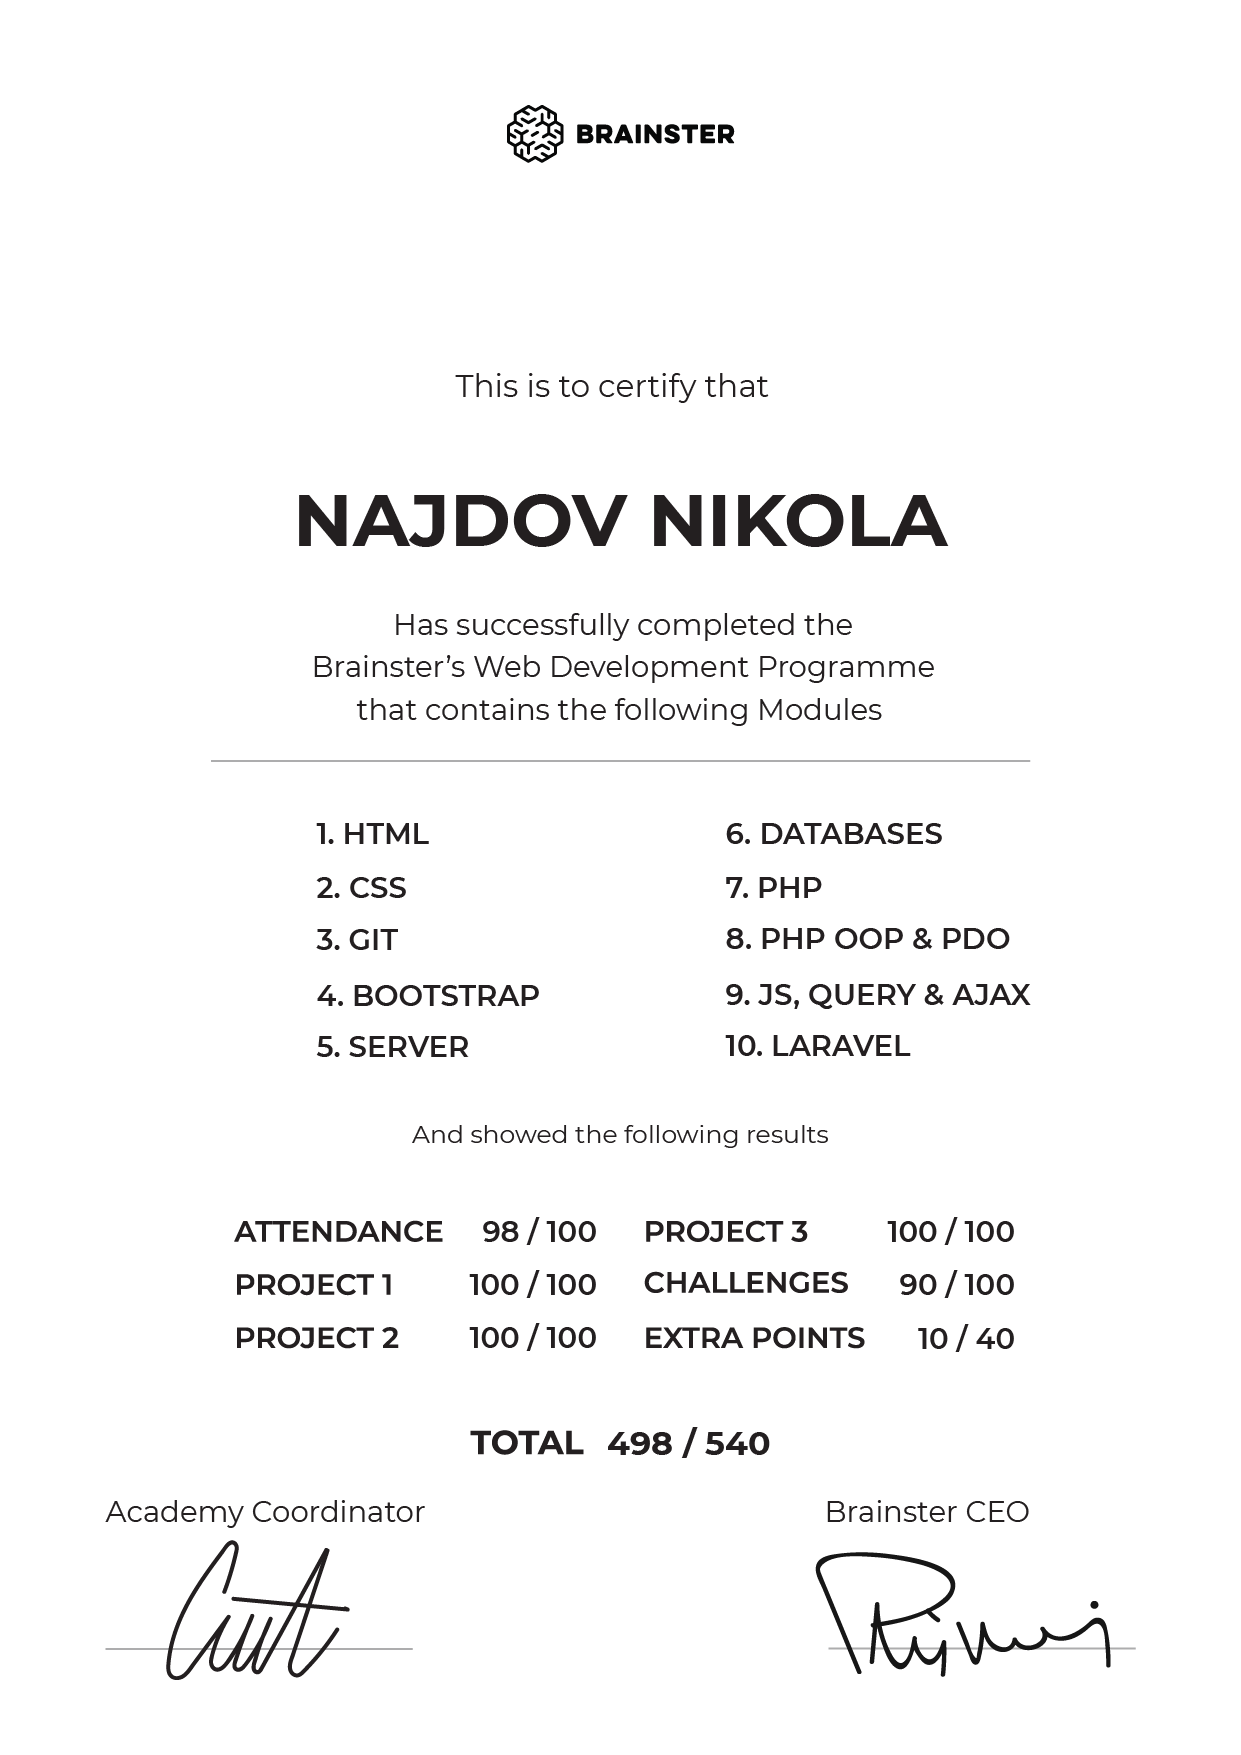 BRAINSTER
This is to certify that
NAJDOV NIKOLA
Has successfully completed the
Brainster’s Web Development Programme
that contains the following Modules
1. HTML
2. CSS
3. GIT
4. BOOTSTRAP
5. SERVER
6. DATABASES
7. PHP
8. PHP OOP & PDO
9. JS, QUERY & AJAX
10. LARAVEL
And showed the following results
ATTENDANCE 98 / 100
PROJECT 1 100 / 100
PROJECT 2 100 / 100
PROJECT 3 100 / 100
CHALLENGES 90 / 100
EXTRA POINTS 10 / 40
TOTAL 498 / 540
Academy Coordinator
Brainster CEO